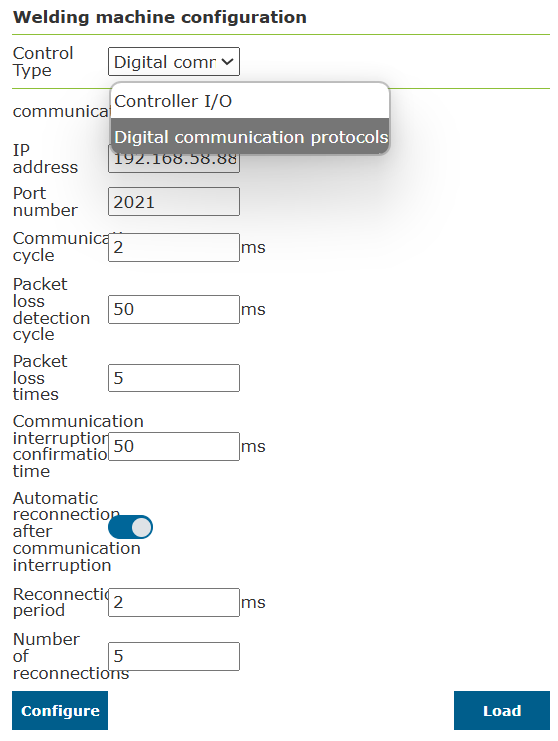 Welding machine configuration
Control
Type
Digital comr
Controller I/O
Digital communication protocols
communica
IP
address
192.168.58.88
Port
number
2021
Communicati
cycle
2
ms
Packet
loss
detection
cycle
50
ms
Packet
loss
times
5
Communication
interruption
confirmatio
time
50
ms
Automatic
reconnection
after
communication
interruption
Reconnectio
period
2
ms
Number
of
reconnections
5
Configure
Load